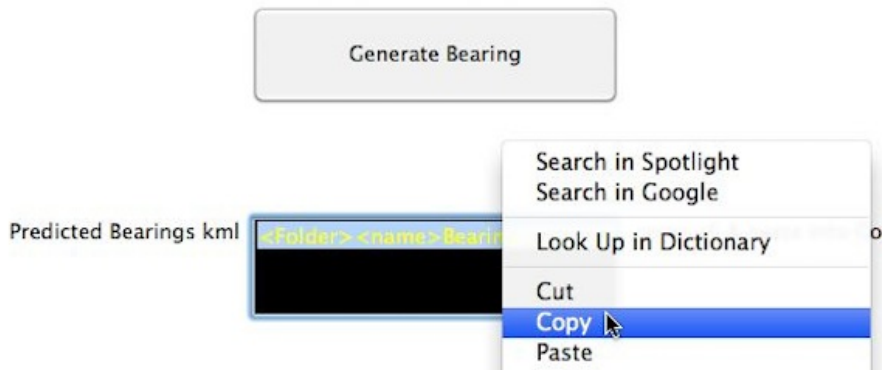 Generate Bearing
Search in Spotlight
Search in Google
Predicted Bearings kml
<Folder> <name>Bearin
Look Up in Dictionary
Cut
Copy
Paste